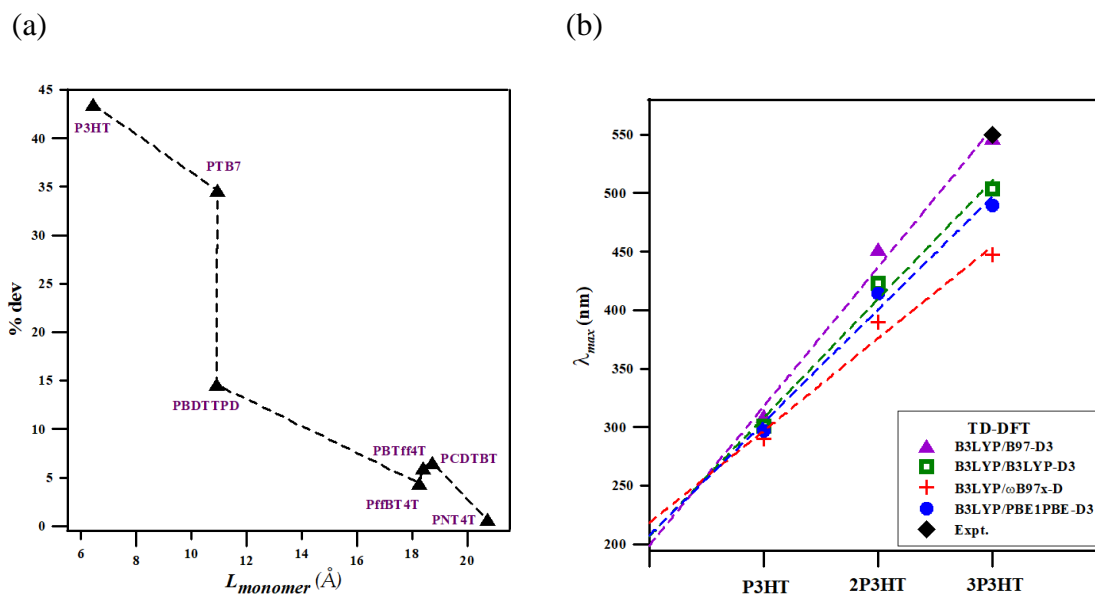 (a)
(b)
45
40
35
30
25
20
15
10
5
0
% dev
P3HT
PTB7
PBDTTPD
PBTff4T
PCDTBT
PffBT4T
PNT4T
6
8
10
12
14
16
18
20
L monomer (Å)
550
500
450
400
350
300
250
200
λmax (nm)
TD-DFT
B3LYP/B97-D3
B3LYP/B3LYP-D3
B3LYP/ωB97x-D
B3LYP/PBE1PBE-D3
Expt.
P3HT
2P3HT
3P3HT